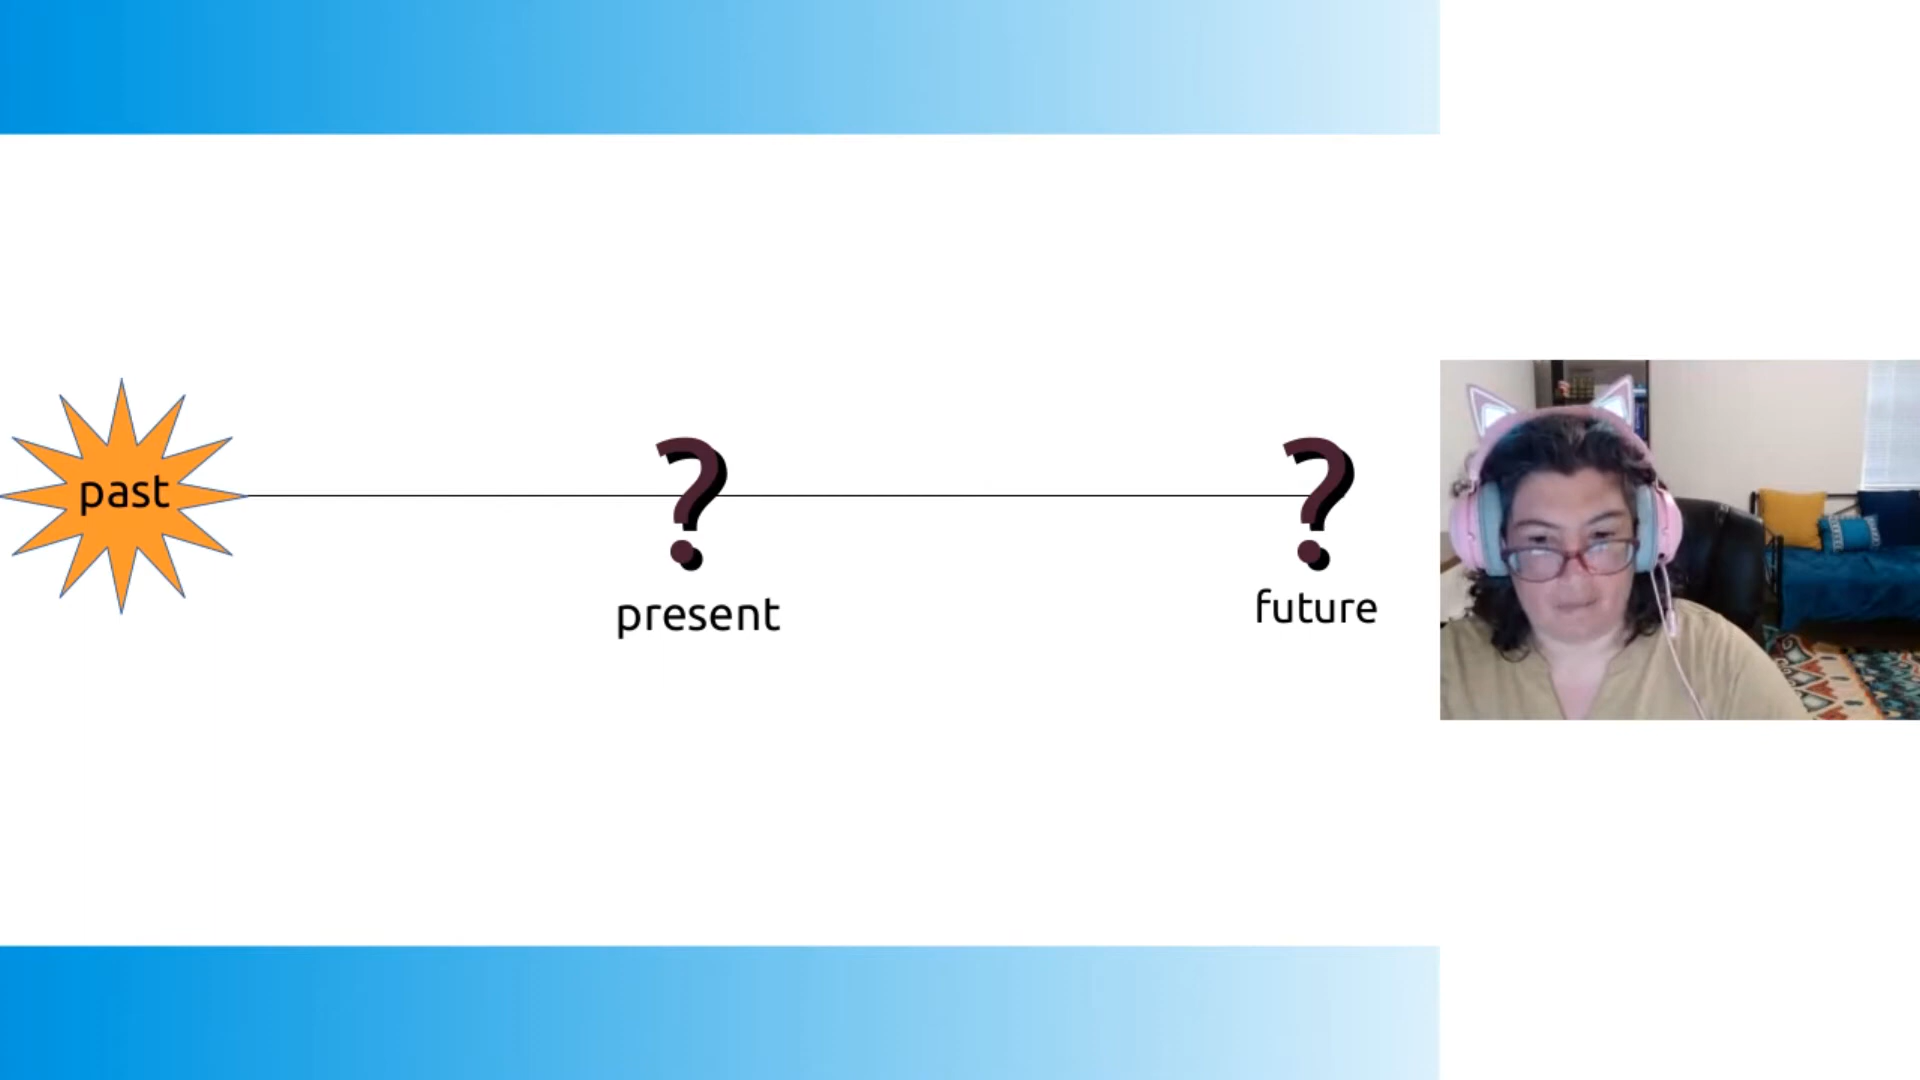 past
?
?
present
future